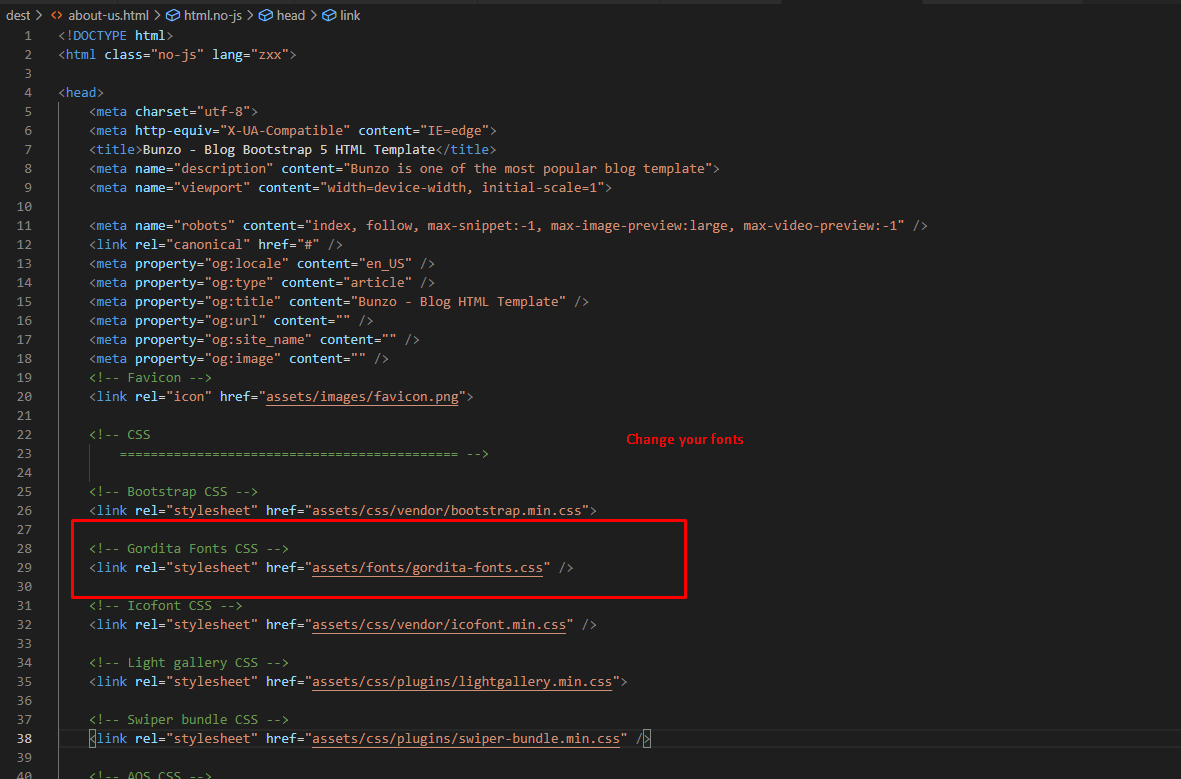 dest > about-us.html > html.no-js > head > link
1 <!DOCTYPE html>
2 <html class="no-js" lang="zxx">
3
4 <head>
5 <meta charset="utf-8">
6 <meta http-equiv="X-UA-Compatible" content="IE=edge">
7 <title>Bunzo - Blog Bootstrap 5 HTML Template</title>
8 <meta name="description" content="Bunzo is one of the most popular blog template">
9 <meta name="viewport" content="width=device-width, initial-scale=1">
10
11 <meta name="robots" content="index, follow, max-snippet:-1, max-image-preview:large, max-video-preview:-1" />
12 <link rel="canonical" href="#" />
13 <meta property="og:locale" content="en_US" />
14 <meta property="og:type" content="article" />
15 <meta property="og:title" content="Bunzo - Blog HTML Template" />
16 <meta property="og:url" content="" />
17 <meta property="og:site_name" content="" />
18 <meta property="og:image" content="" />
19 <!-- Favicon -->
20 <link rel="icon" href="assets/images/favicon.png">
21
22 <!-- CSS
Change your fonts
23 ============================================ -->
24
25 <!-- Bootstrap CSS -->
26 <link rel="stylesheet" href="assets/css/vendor/bootstrap.min.css">
27
28 <!-- Gordita Fonts CSS -->
29 <link rel="stylesheet" href="assets/fonts/gordita-fonts.css" />
30
31 <!-- Icofont CSS -->
32 <link rel="stylesheet" href="assets/css/vendor/icofont.min.css" />
33
34 <!-- Light gallery CSS -->
35 <link rel="stylesheet" href="assets/css/plugins/lightgallery.min.css">
36
37 <!-- Swiper bundle CSS -->
38 <link rel="stylesheet" href="assets/css/plugins/swiper-bundle.min.css" />
39
40 <!-- AOS CSS -->